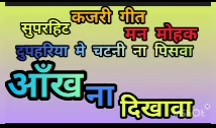 कजरी गीत
सुपरहिट मन मोहक
दुपहरिया मे चटनी ना पिसवा
आँख ना दिखावा